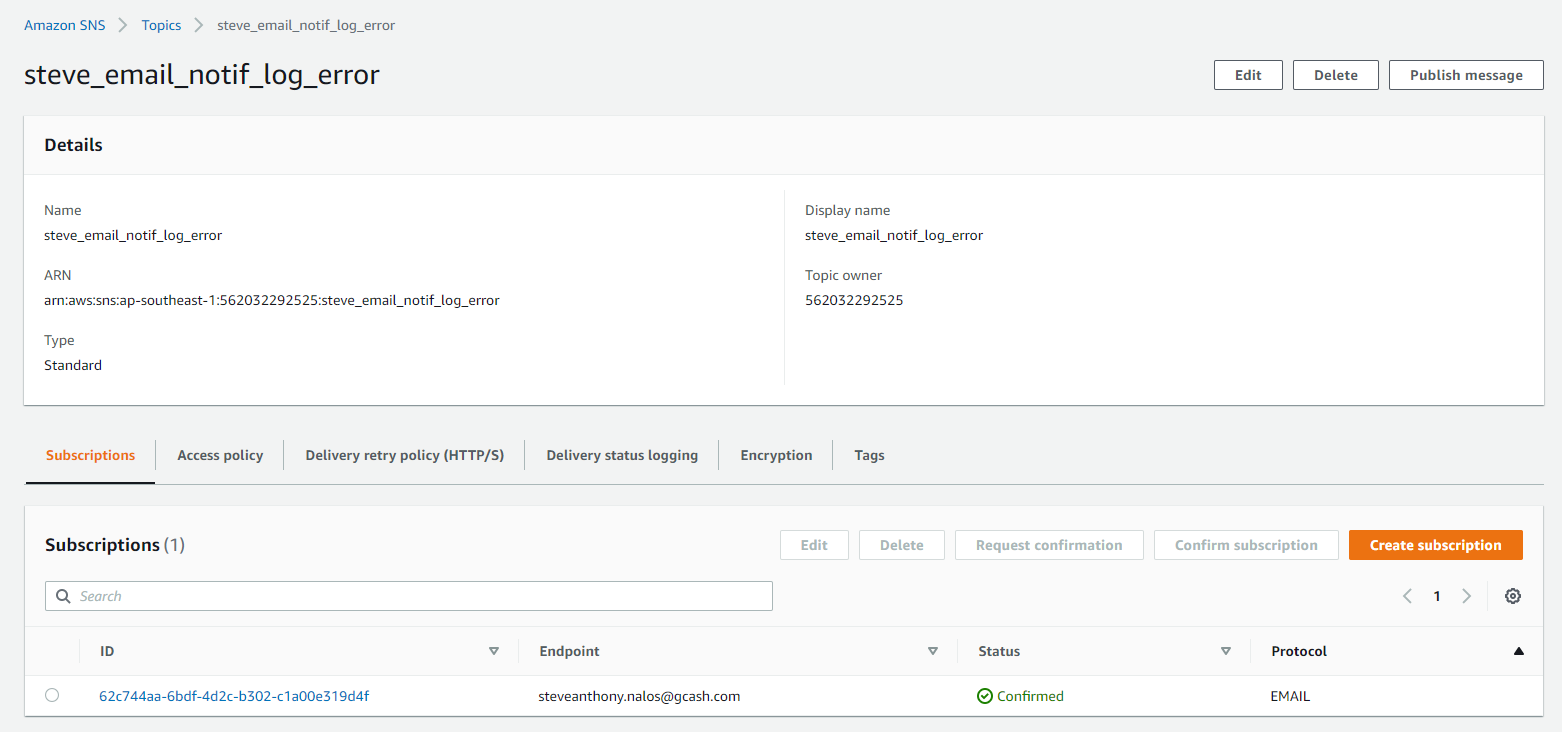 Amazon SNS > Topics > steve_email_notif_log_error
steve_email_notif_log_error
Edit Delete Publish message
Details
Name
steve_email_notif_log_error
ARN
arn:aws:sns:ap-southeast-1:562032292525:steve_email_notif_log_error
Type
Standard
Display name
steve_email_notif_log_error
Topic owner
562032292525
Subscriptions Access policy Delivery retry policy (HTTP/S) Delivery status logging Encryption Tags
Subscriptions (1)
Edit Delete Request confirmation Confirm subscription Create subscription
Search
1
ID Endpoint Status Protocol
62c744aa-6bdf-4d2c-b302-c1a00e319d4f steveanthony.nalos@gcash.com Confirmed EMAIL